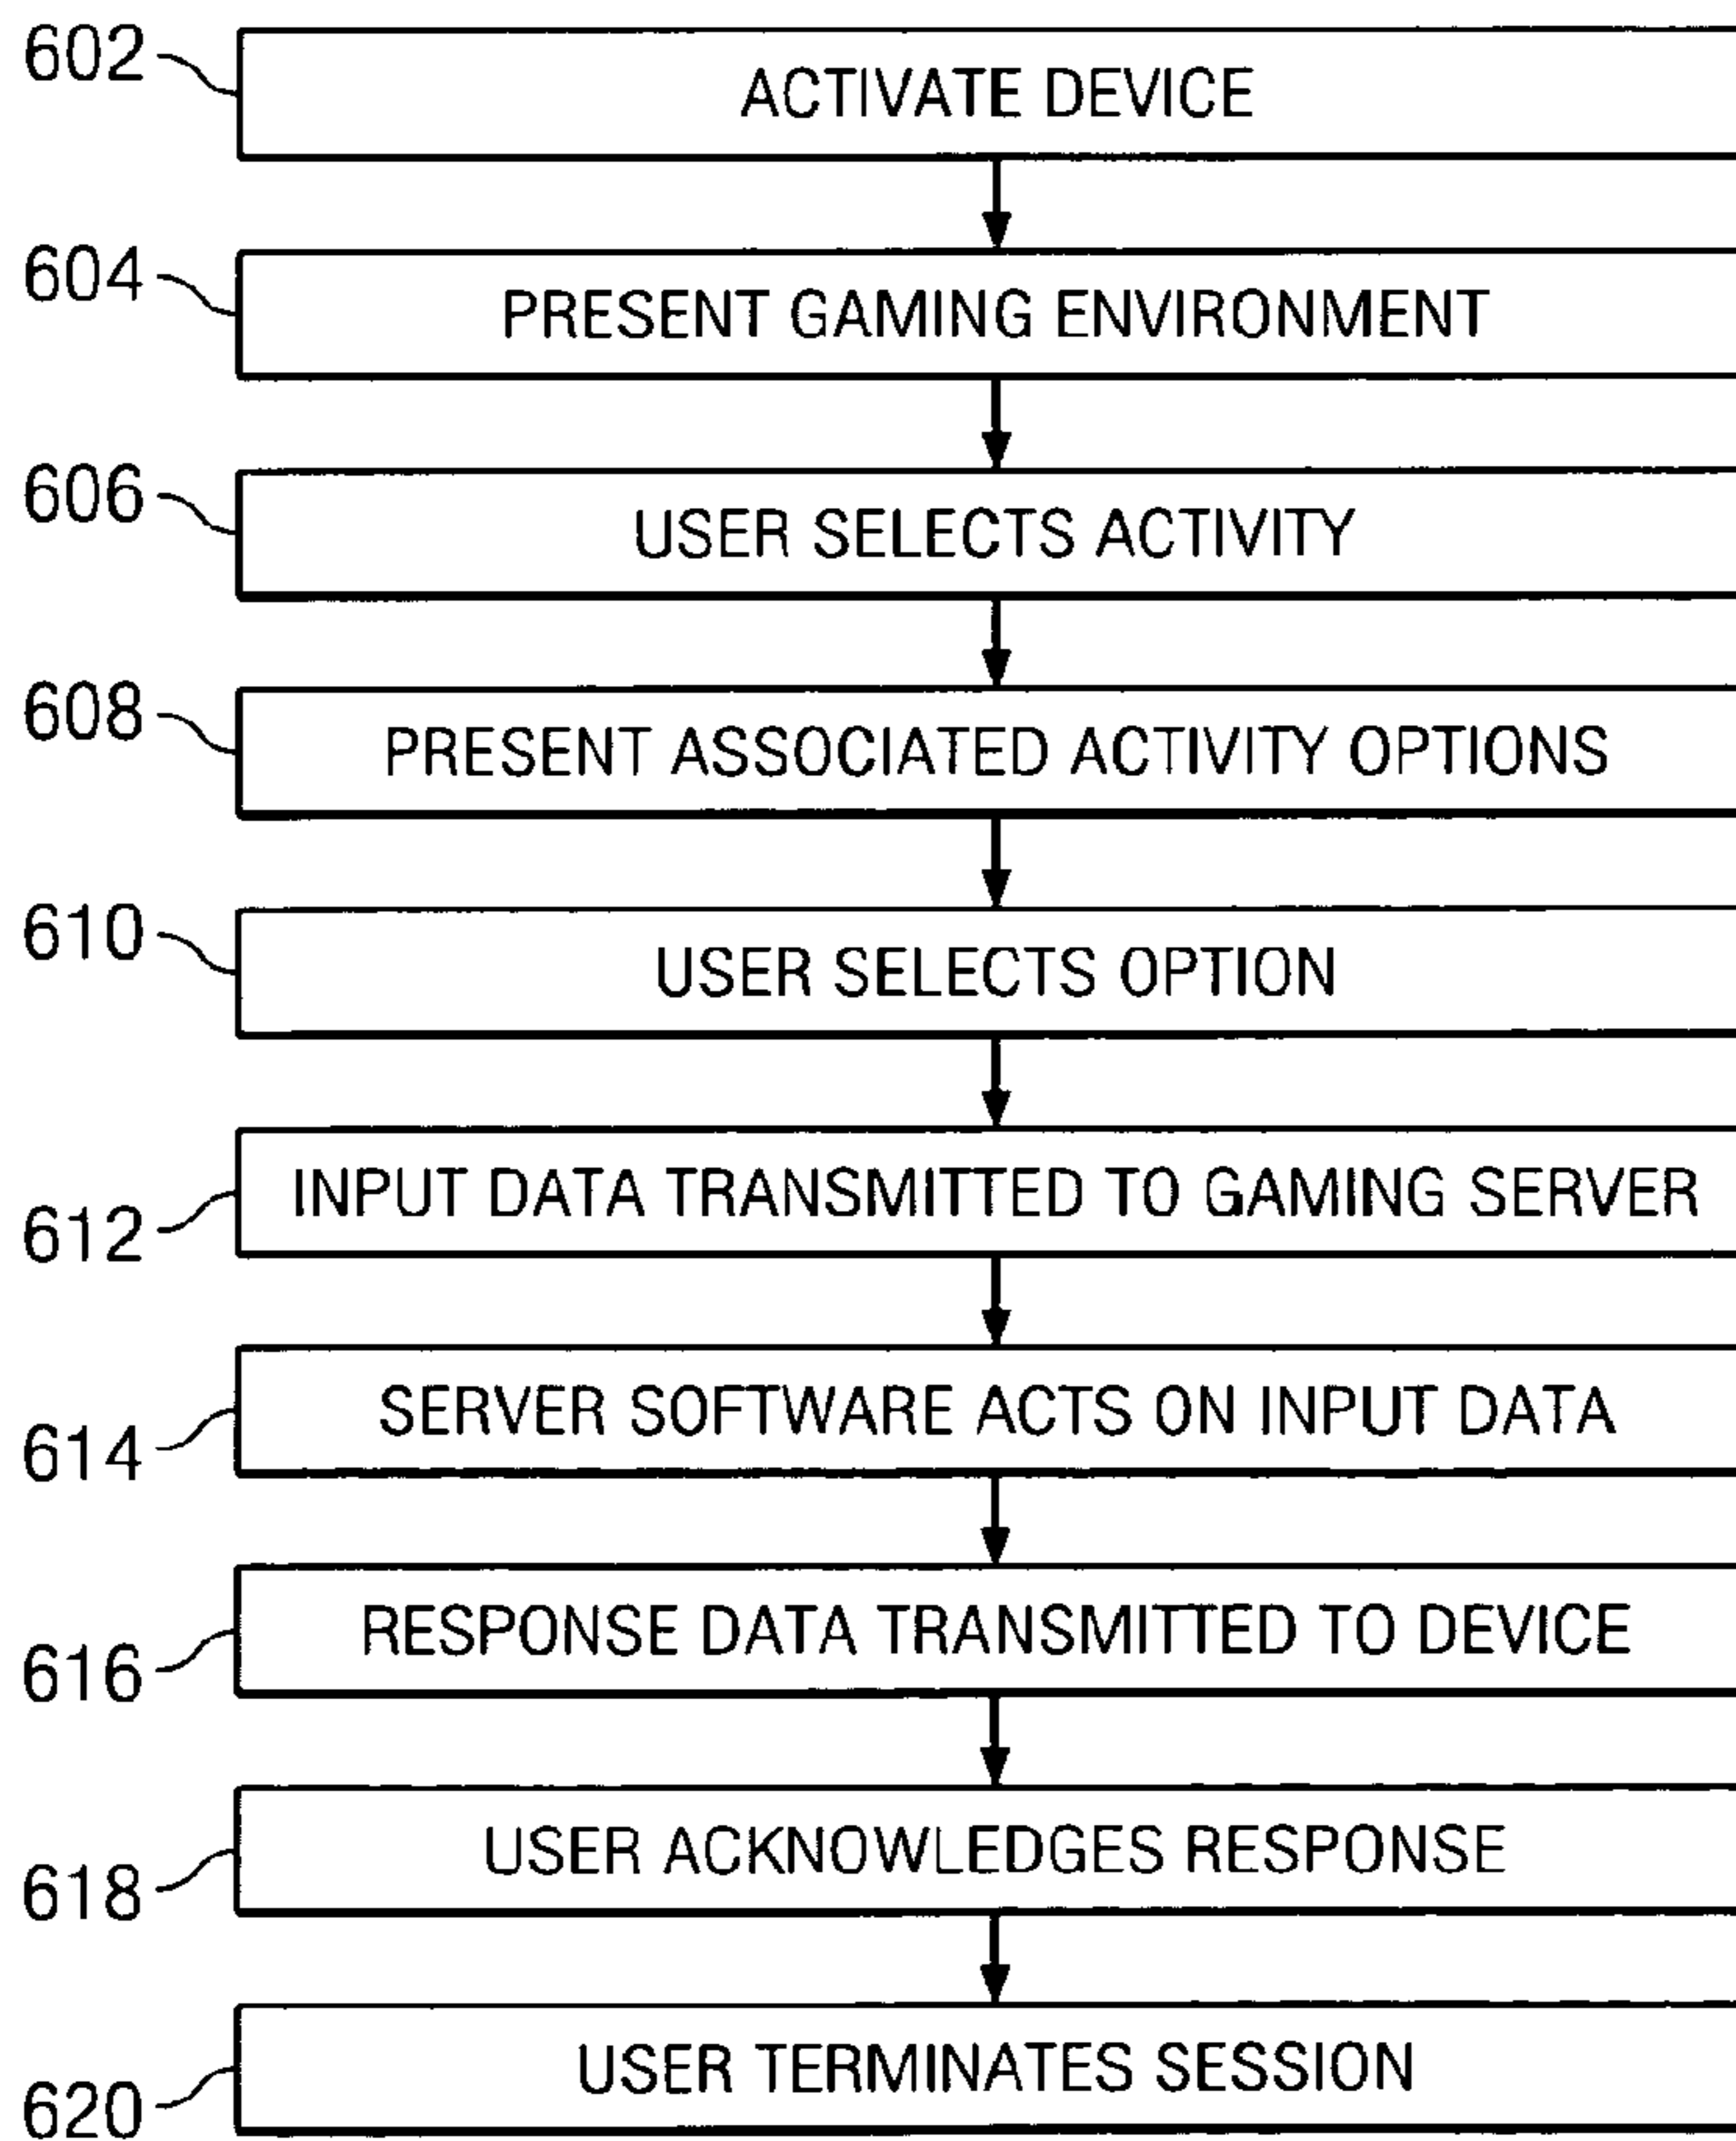 602 ACTIVATE DEVICE
604 PRESENT GAMING ENVIRONMENT
606 USER SELECTS ACTIVITY
608 PRESENT ASSOCIATED ACTIVITY OPTIONS
610 USER SELECTS OPTION
612 INPUT DATA TRANSMITTED TO GAMING SERVER
614 SERVER SOFTWARE ACTS ON INPUT DATA
616 RESPONSE DATA TRANSMITTED TO DEVICE
618 USER ACKNOWLEDGES RESPONSE
620 USER TERMINATES SESSION